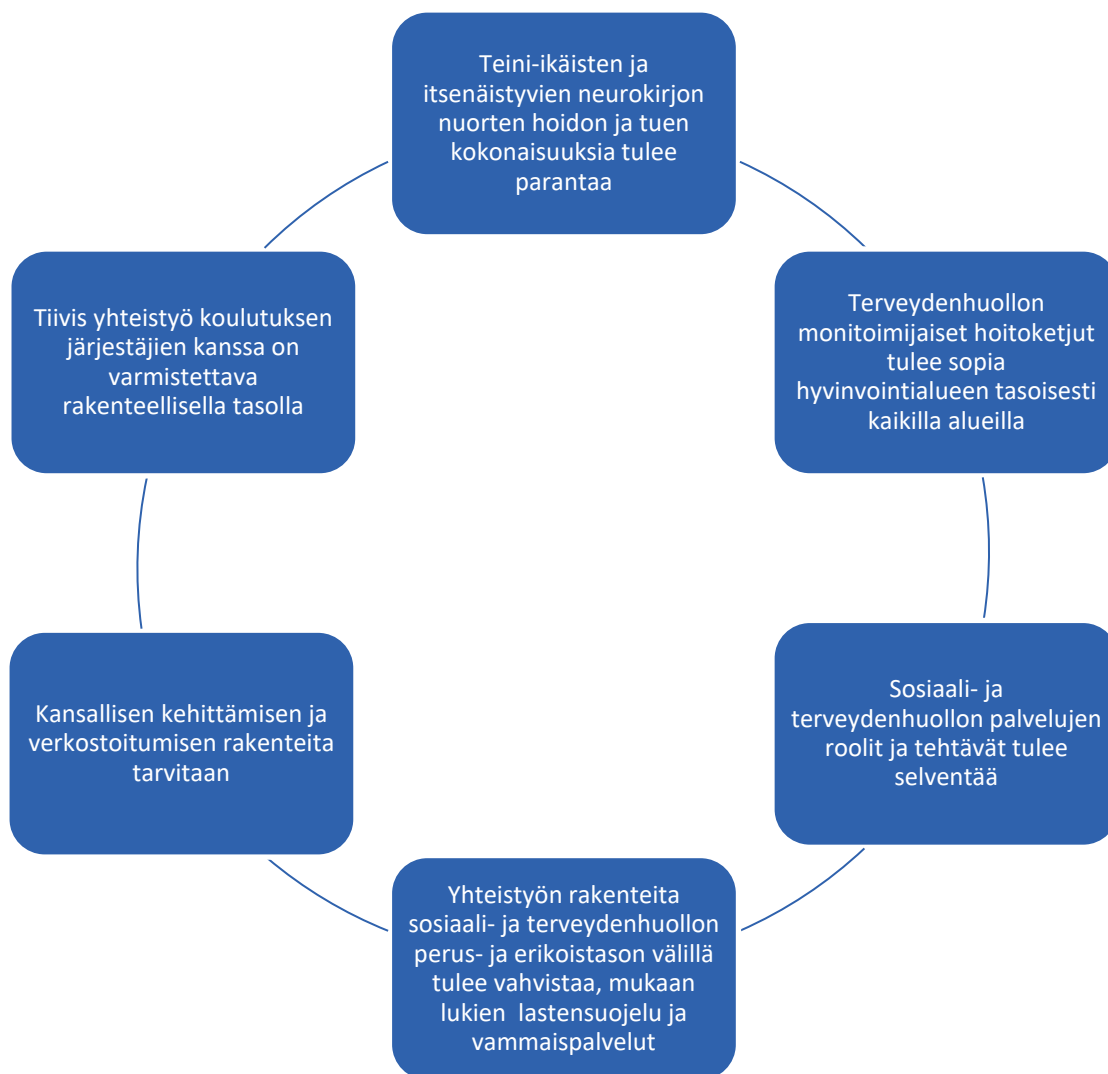 Teini-ikäisten ja
itsenäistyvien neurokirjon
nuorten hoidon ja tuen
kokonaisuuksia tulee
parantaa
Terveydenhuollon
monitoimijaiset hoitoketjut
tulee sopia
hyvinvointialueen tasoisesti
kaikilla alueilla
Sosiaali- ja
terveydenhuollon palvelujen
roolit ja tehtävät tulee
selventää
Yhteistyön rakenteita
sosiaali- ja terveydenhuollon
perus- ja erikoistason välillä
tulee vahvistaa, mukaan
lukien lastensuojelu ja
vammaispalvelut
Kansallisen kehittämisen ja
verkostoitumisen rakenteita
tarvitaan
Tiivis yhteistyö koulutuksen
järjestäjien kanssa on
varmistettava
rakenteellisella tasolla